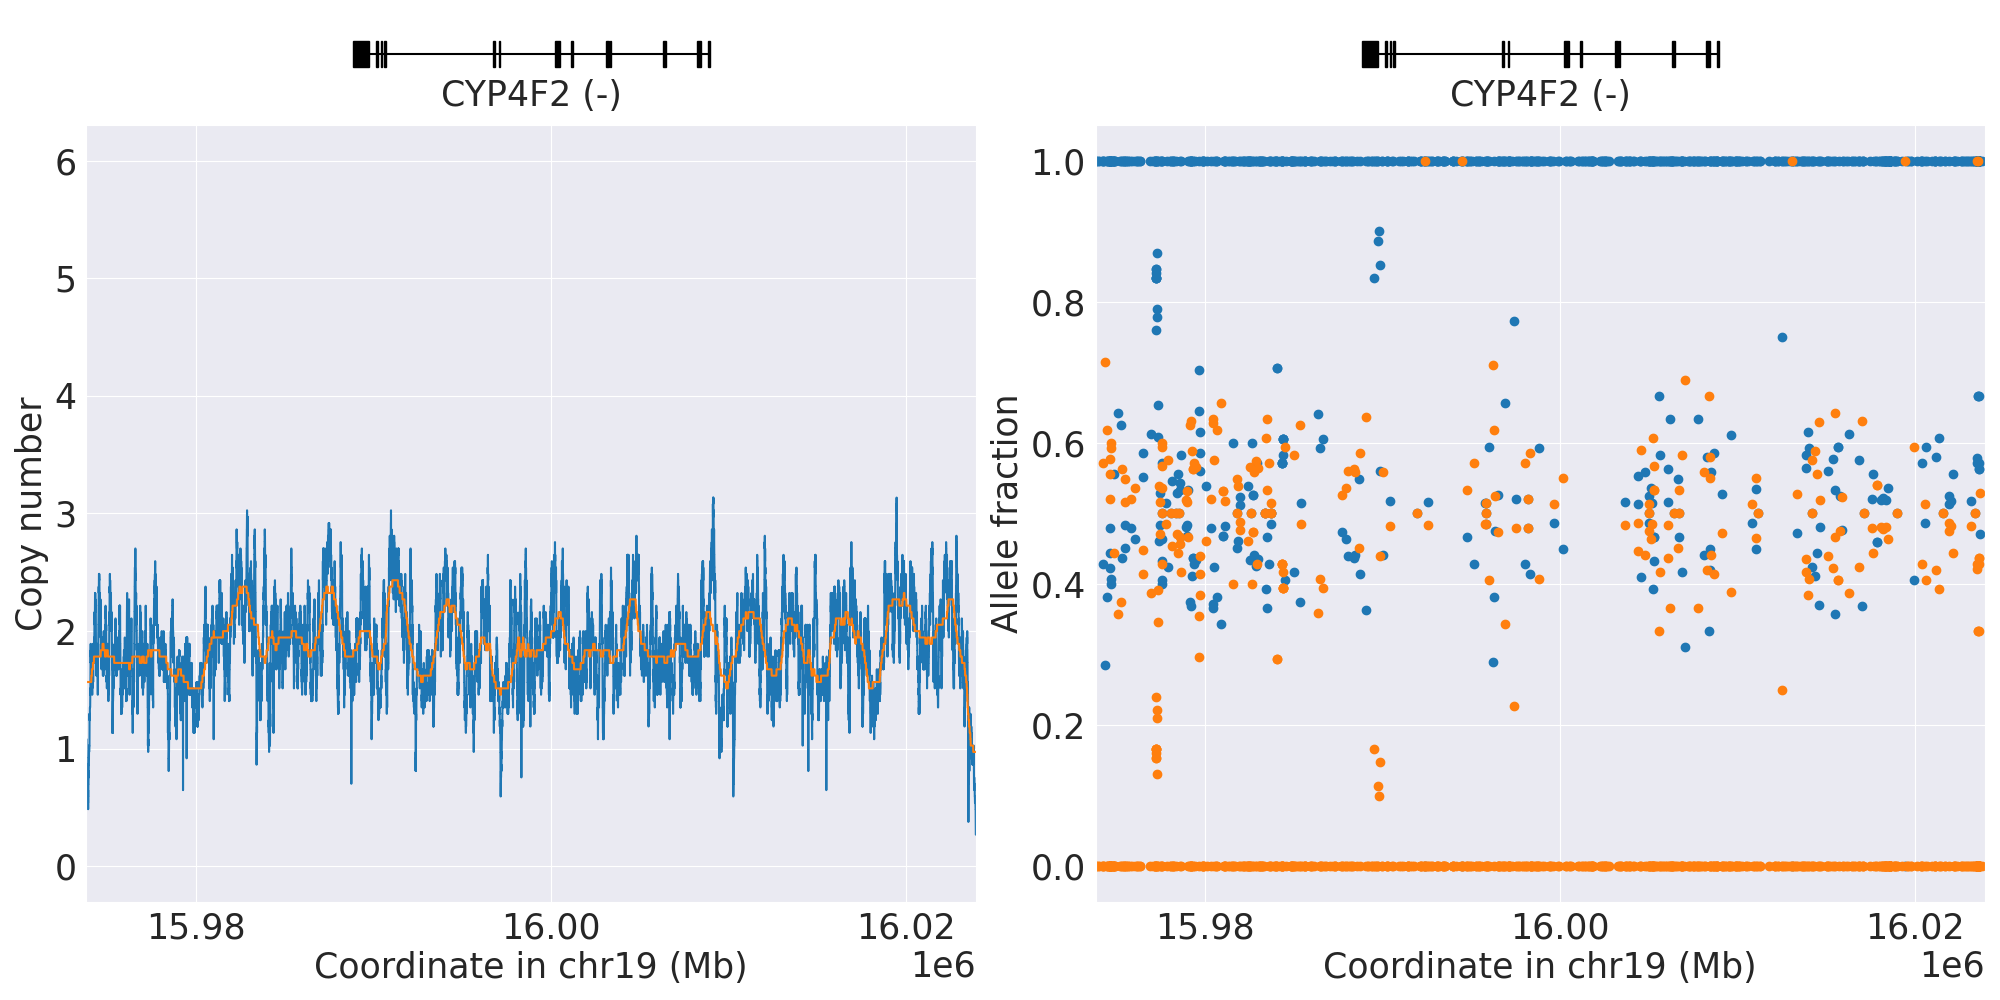 CYP4F2 (-)
CYP4F2 (-)
6
5
4
3
2
1
0
Copy number
15.98
16.00
16.02
Coordinate in chr19 (Mb)
1e6
1.0
0.8
0.6
0.4
0.2
0.0
Allele fraction
15.98
16.00
16.02
Coordinate in chr19 (Mb)
1e6